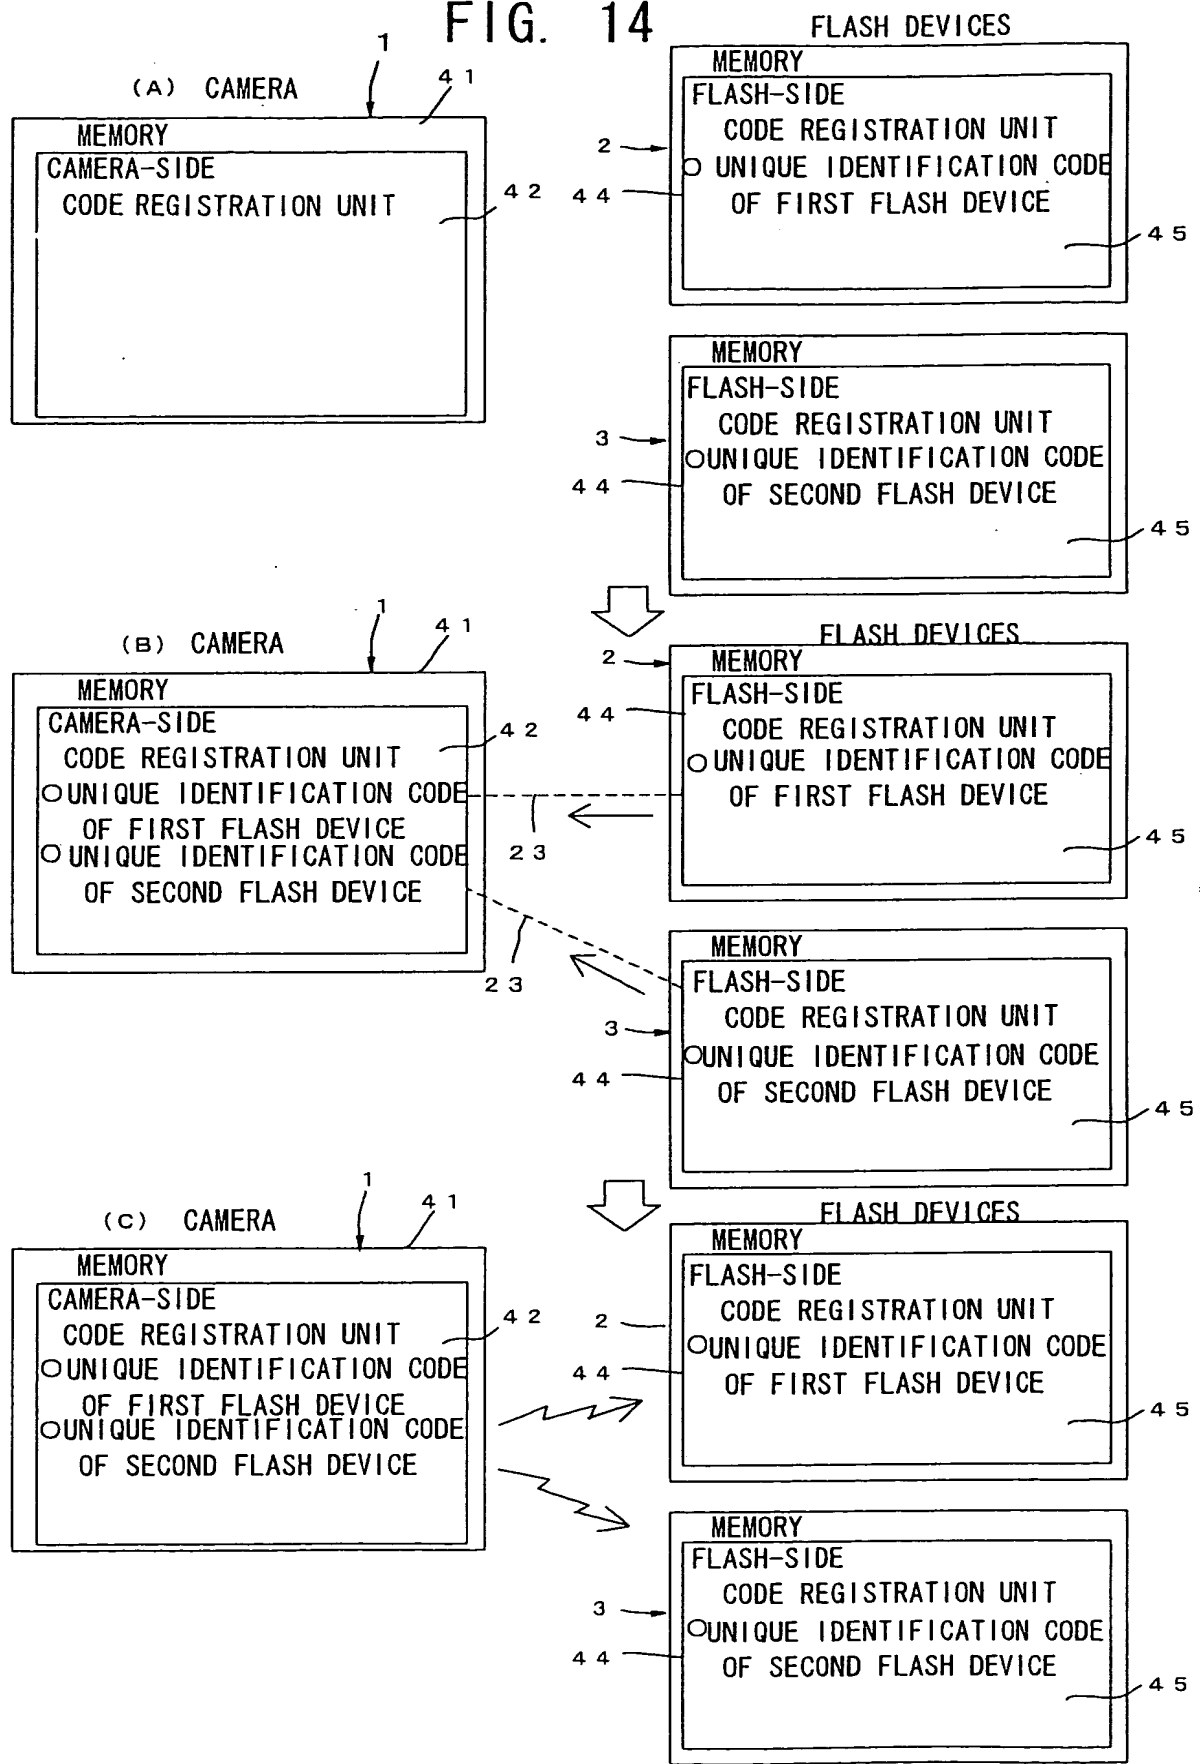 FIG. 14
(A) CAMERA
1
41
MEMORY
CAMERA-SIDE
CODE REGISTRATION UNIT
42
FLASH DEVICES
MEMORY
FLASH-SIDE
CODE REGISTRATION UNIT
2
UNIQUE IDENTIFICATION CODE
44
OF FIRST FLASH DEVICE
45
MEMORY
FLASH-SIDE
CODE REGISTRATION UNIT
3
UNIQUE IDENTIFICATION CODE
44
OF SECOND FLASH DEVICE
45
(B) CAMERA
1
41
MEMORY
CAMERA-SIDE
CODE REGISTRATION UNIT
42
UNIQUE IDENTIFICATION CODE
OF FIRST FLASH DEVICE
UNIQUE IDENTIFICATION CODE
OF SECOND FLASH DEVICE
23
23
FLASH DEVICES
2
MEMORY
FLASH-SIDE
44
CODE REGISTRATION UNIT
UNIQUE IDENTIFICATION CODE
OF FIRST FLASH DEVICE
45
MEMORY
FLASH-SIDE
CODE REGISTRATION UNIT
3
UNIQUE IDENTIFICATION CODE
44
OF SECOND FLASH DEVICE
45
(C) CAMERA
1
41
MEMORY
CAMERA-SIDE
CODE REGISTRATION UNIT
42
UNIQUE IDENTIFICATION CODE
OF FIRST FLASH DEVICE
UNIQUE IDENTIFICATION CODE
OF SECOND FLASH DEVICE
FLASH DEVICES
MEMORY
FLASH-SIDE
CODE REGISTRATION UNIT
2
UNIQUE IDENTIFICATION CODE
44
OF FIRST FLASH DEVICE
45
MEMORY
FLASH-SIDE
CODE REGISTRATION UNIT
3
UNIQUE IDENTIFICATION CODE
44
OF SECOND FLASH DEVICE
45